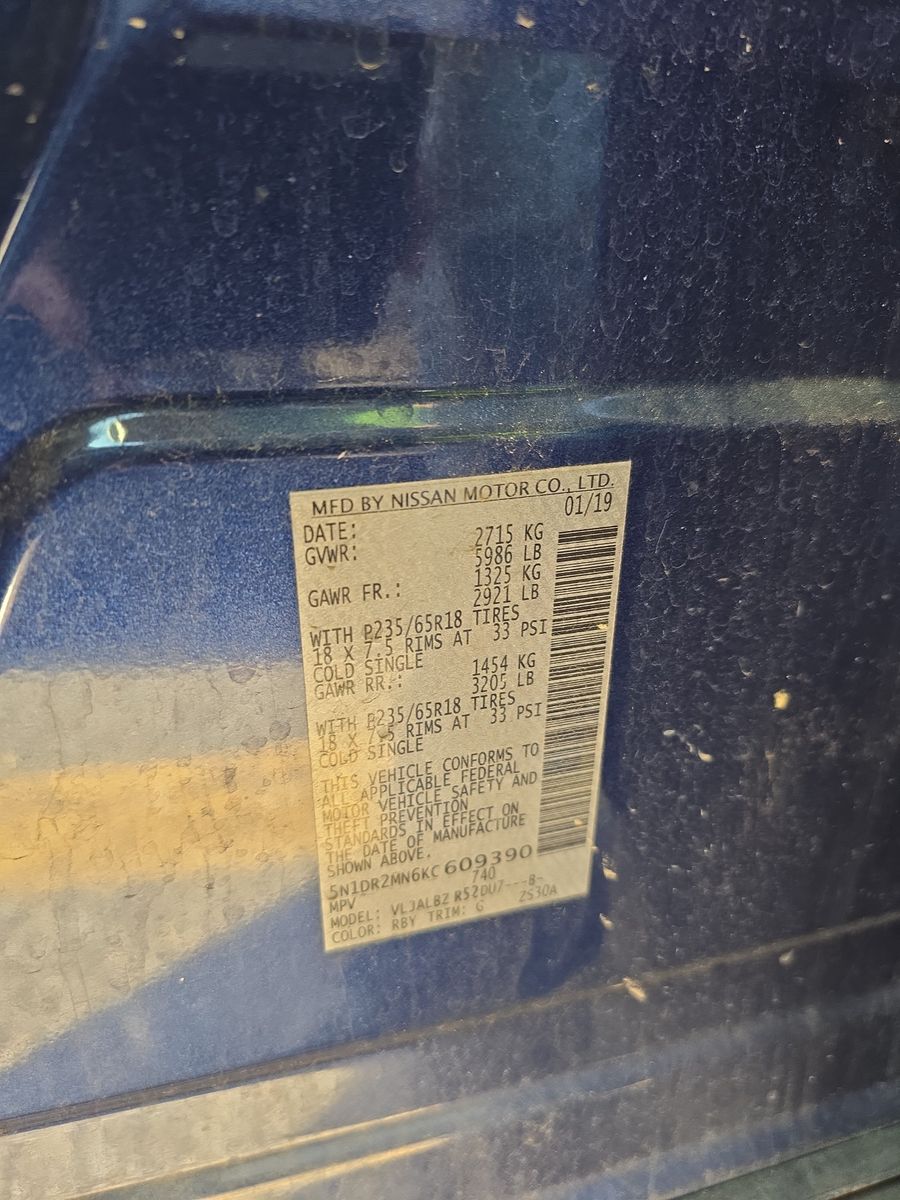 MFD BY NISSAN MOTOR CO., LTD.
DATE: 01/19
GVWR: 2715 KG
5986 LB
GAWR FR.: 1325 KG
2921 LB
WITH P235/65R18 TIRES
18 X 7.5 RIMS AT 33 PSI
COLD SINGLE
GAWR RR.: 1454 KG
3205 LB
WITH P235/65R18 TIRES
18 X 7.5 RIMS AT 33 PSI
COLD SINGLE
THIS VEHICLE CONFORMS TO
ALL APPLICABLE FEDERAL
MOTOR VEHICLE SAFETY AND
THEFT PREVENTION
STANDARDS IN EFFECT ON
THE DATE OF MANUFACTURE
SHOWN ABOVE.
5N1DR2MN6KC609390
MPV 740
MODEL: R52DU7---8-
COLOR: RBY TRIM: G 2S30A